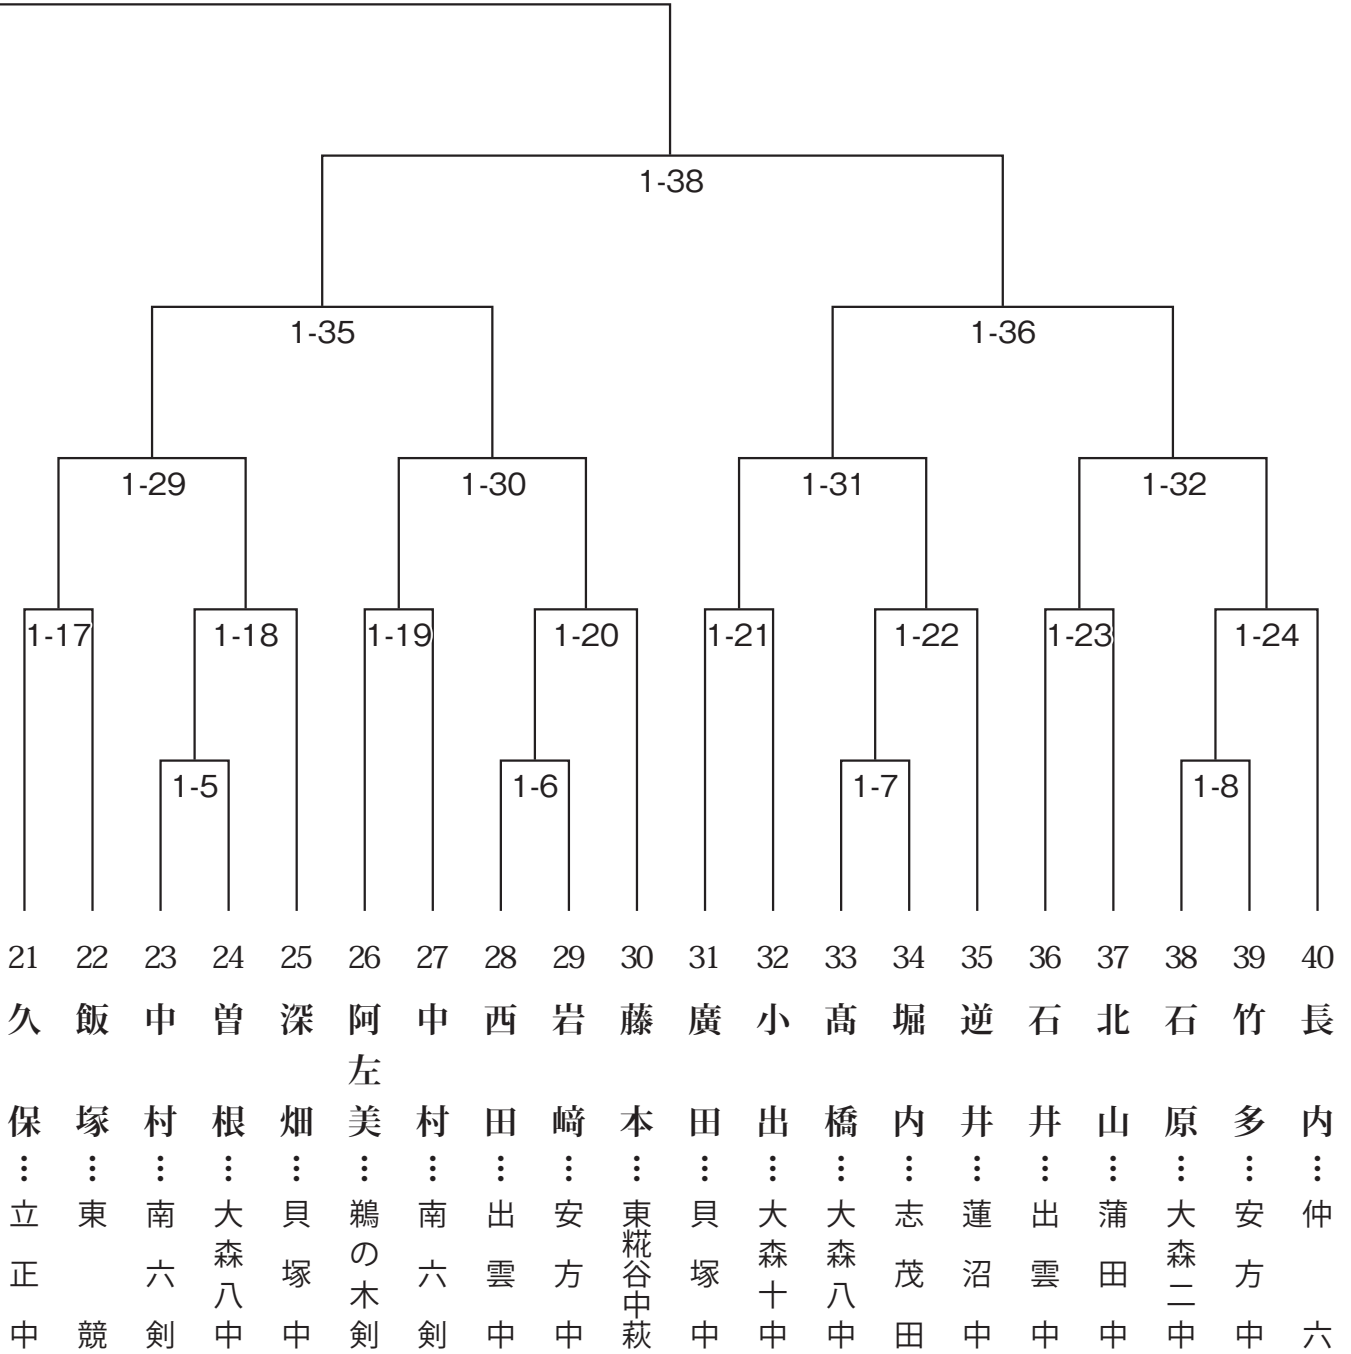 1-38
1-35
1-36
1-29
1-30
1-31
1-32
1-17
1-18
1-19
1-20
1-21
1-22
1-23
1-24
1-5
1-6
1-7
1-8
21 久保…立正中
22 飯塚…東競
23 中村…南六剣
24 曽根…大森八中
25 深畑…貝塚中
26 阿左美…鵜の木剣
27 中村…南六剣
28 西田…出雲中
29 岩﨑…安方中
30 藤本…東糀谷中萩
31 廣田…貝塚中
32 小出…大森十中
33 髙橋…大森八中
34 堀内…志茂田
35 逆井…蓮沼中
36 石井…出雲中
37 北山…蒲田中
38 石原…大森二中
39 竹多…安方中
40 長内…仲六